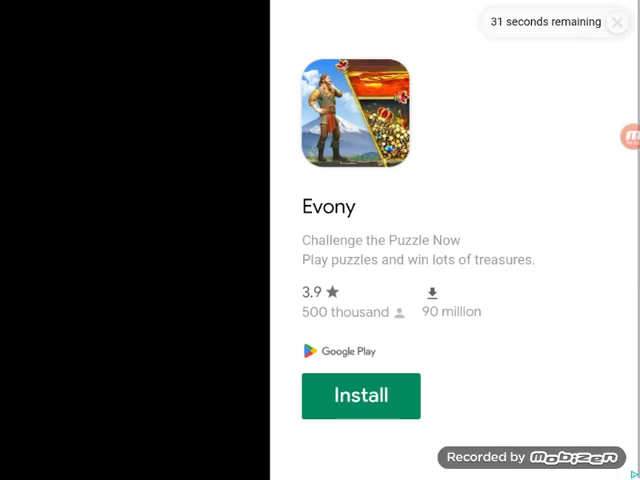 31 seconds remaining
Evony
Challenge the Puzzle Now
Play puzzles and win lots of treasures.
3.9
500 thousand 90 million
Google Play
Install
Recorded by Mobizen